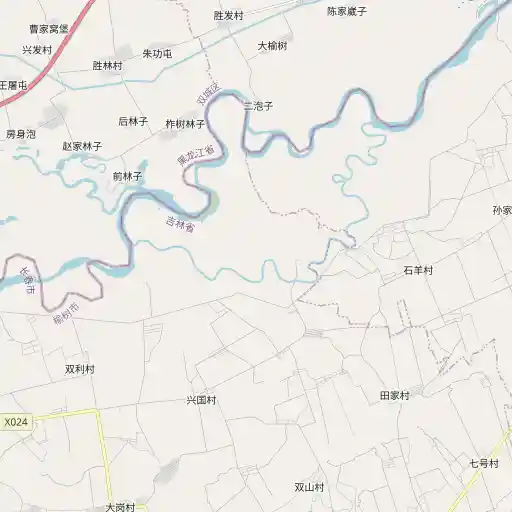 胜发村
陈家崴子
曹家窝堡
兴发村
朱功屯
大榆树
胜林村
王屠屯
双城区
三泡子
后林子
柞树林子
房身泡
赵家林子
黑龙江省
前林子
孙家
吉林省
石羊村
长春市
榆树市
双利村
兴国村
田家村
X024
七号村
双山村
大岗村